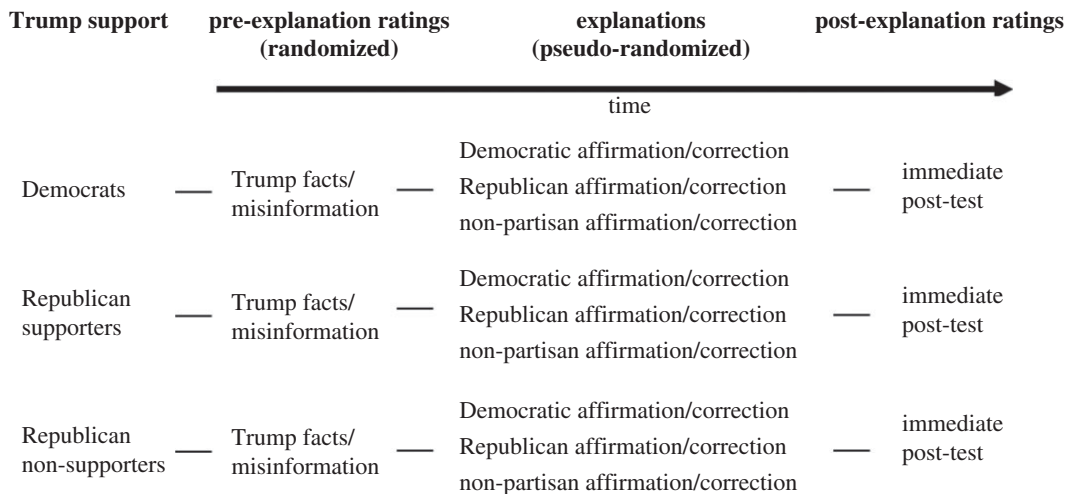 Trump support
pre-explanation ratings
(randomized)
explanations
(pseudo-randomized)
post-explanation ratings
time
Democrats
Trump facts/
misinformation
Democratic affirmation/correction
Republican affirmation/correction
non-partisan affirmation/correction
immediate
post-test
Republican
supporters
Trump facts/
misinformation
Democratic affirmation/correction
Republican affirmation/correction
non-partisan affirmation/correction
immediate
post-test
Republican
non-supporters
Trump facts/
misinformation
Democratic affirmation/correction
Republican affirmation/correction
non-partisan affirmation/correction
immediate
post-test